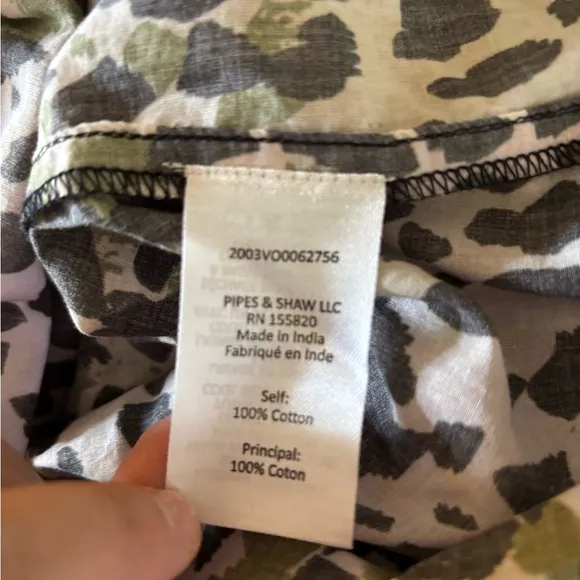 2003VO0062756
PIPES & SHAW LLC
RN 155820
Made in India
Fabriqué en Inde
Self:
100% Cotton
Principal:
100% Coton